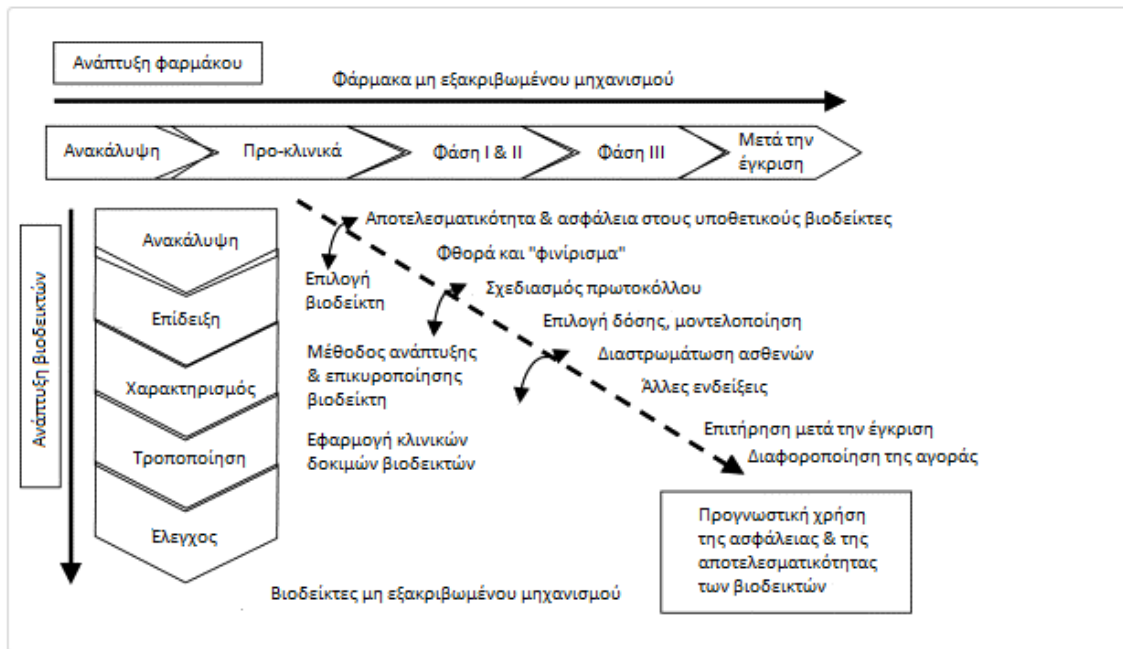 Ανάπτυξη φαρμάκου
Φάρμακα μη εξακριβωμένου μηχανισμού
Ανακάλυψη
Προ-κλινικά
Φάση Ι & ΙΙ
Φάση ΙΙΙ
Μετά την
έγκριση
Ανάπτυξη βιοδεικτών
Ανακάλυψη
Επίδειξη
Χαρακτηρισμός
Τροποποίηση
Έλεγχος
Αποτελεσματικότητα & ασφάλεια στους υποθετικούς βιοδείκτες
Φθορά και "φινίρισμα"
Επιλογή
βιοδείκτη
Σχεδιασμός πρωτοκόλλου
Επιλογή δόσης, μοντελοποίηση
Μέθοδος ανάπτυξης
& επικυροποίησης
βιοδείκτη
Διαστρωμάτωση ασθενών
Άλλες ενδείξεις
Εφαρμογή κλινικών
δοκιμών βιοδεικτών
Επιτήρηση μετά την έγκριση
Διαφοροποίηση της αγοράς
Προγνωστική χρήση
της ασφάλειας & της
αποτελεσματικότητας
των βιοδεικτών
Βιοδείκτες μη εξακριβωμένου μηχανισμού